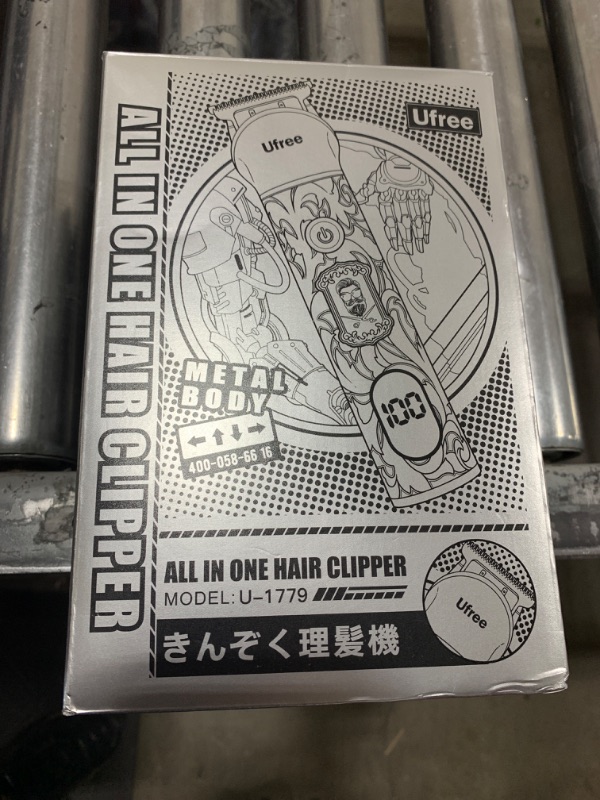 ALL IN ONE HAIR CLIPPER
Ufree
Ufree
METAL
BODY
←↑↓→
400-058-66 16
100
ALL IN ONE HAIR CLIPPER
MODEL: U-1779
きんぞく理髪機
Ufree